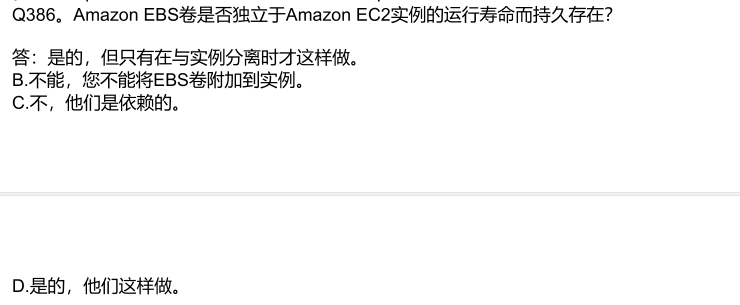 Q386。Amazon EBS卷是否独立于Amazon EC2实例的运行寿命而持久存在?
答：是的，但只有在与实例分离时才这样做。
B.不能，您不能将EBS卷附加到实例。
C.不，他们是依赖的。
D.是的，他们这样做。